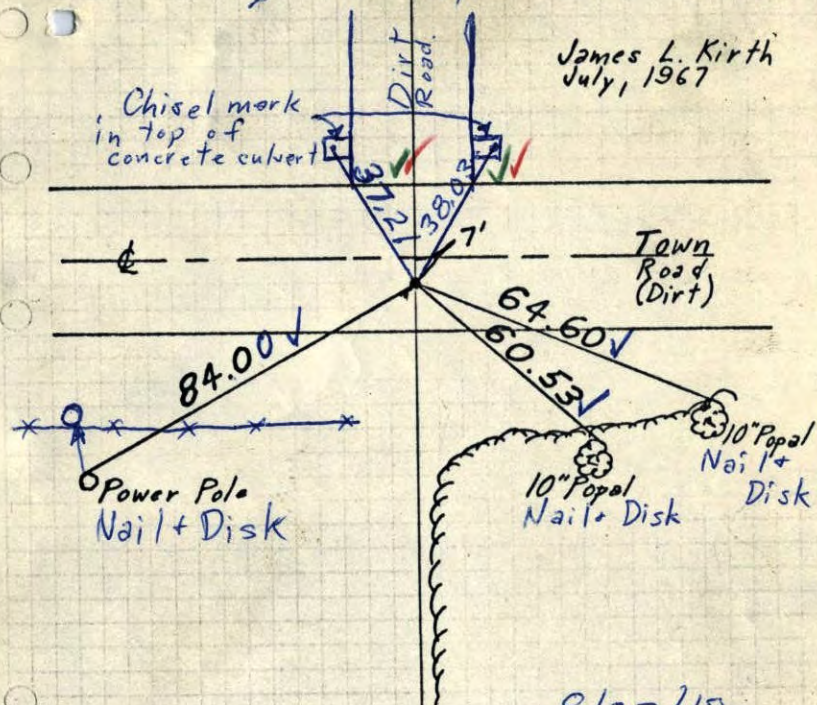 James L. Kirth
July, 1967
Dirt
Road.
Chisel mark
in top of
concrete culvert
37.21
38.03
7'
℄
Town
Road
(Dirt)
64.60
60.53
84.00
10" Popal
Nail +
Disk
Power Pole
Nail + Disk
10" Popal
Nail + Disk